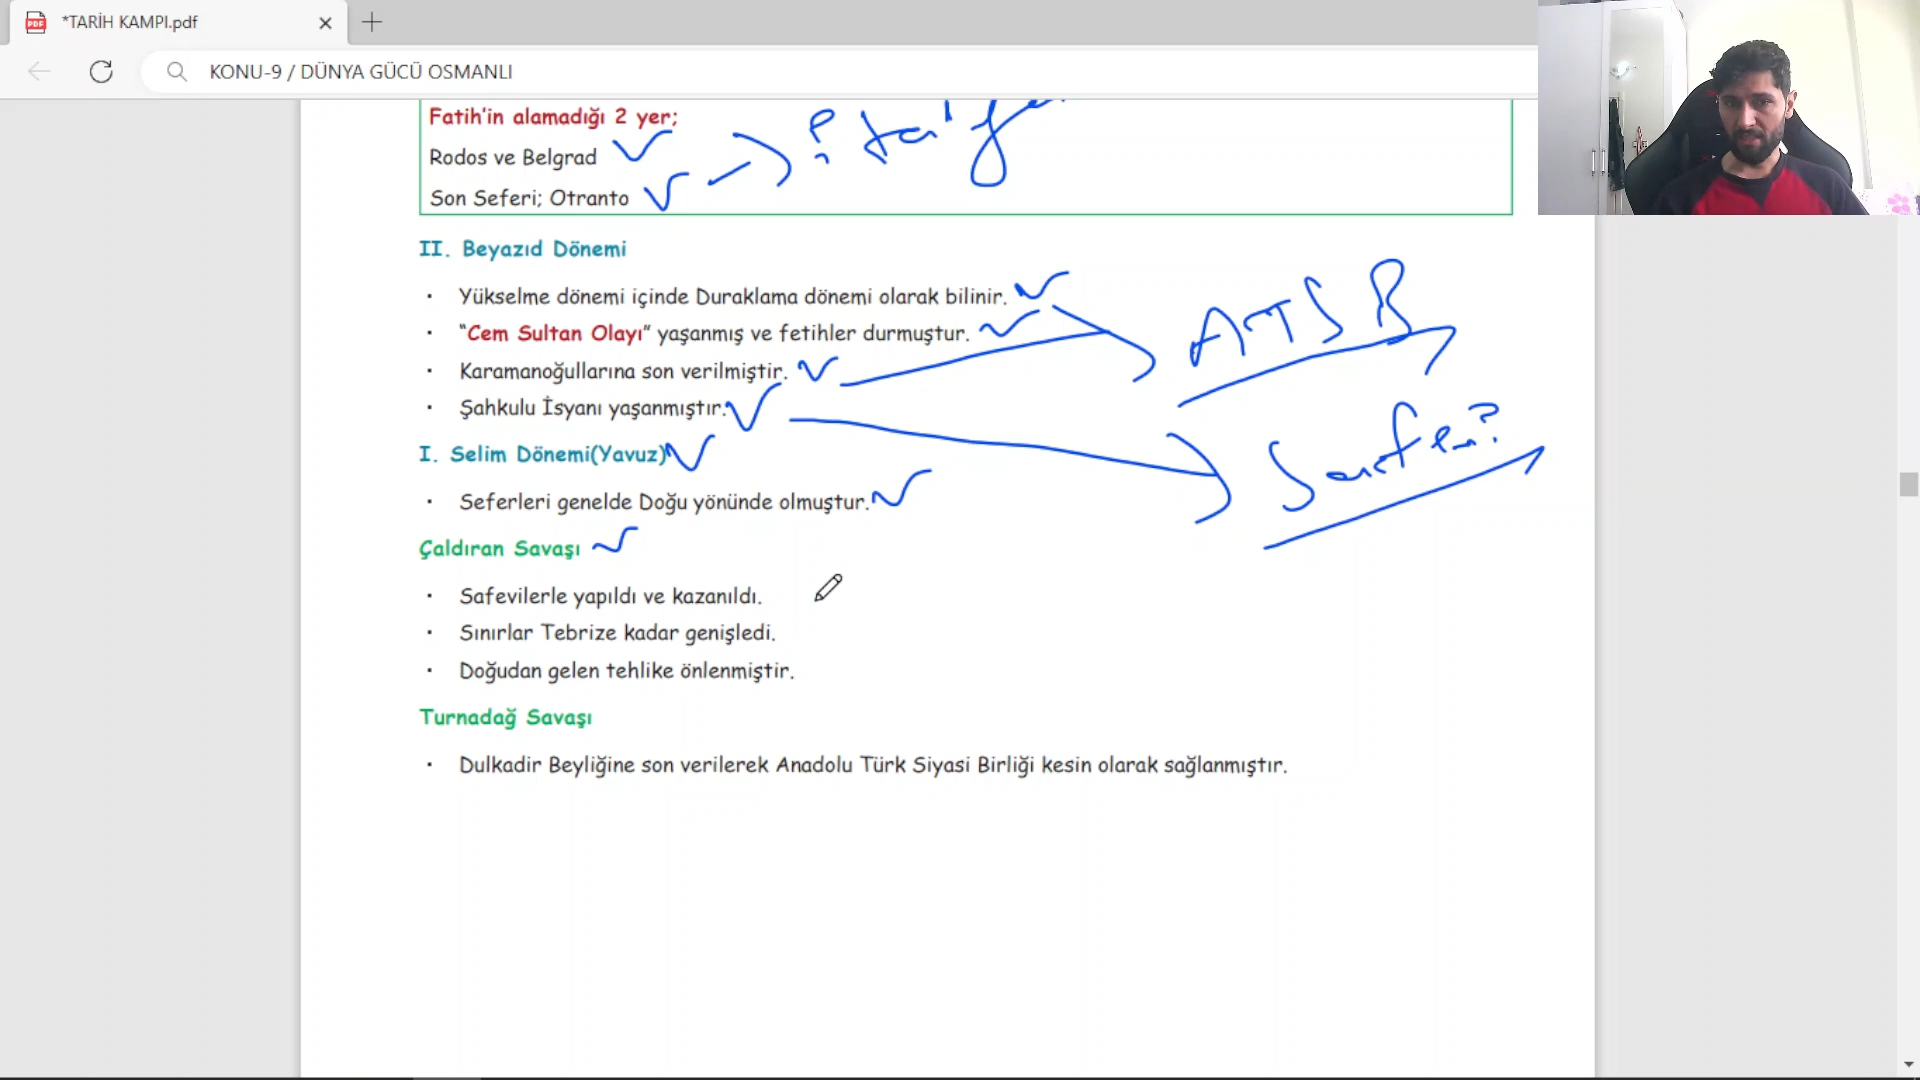 *TARİH KAMPI.pdf
KONU-9 / DÜNYA GÜCÜ OSMANLI
Fatih'in alamadığı 2 yer;
Rodos ve Belgrad
Son Seferi; Otranto
II. Beyazıd Dönemi
· Yükselme dönemi içinde Duraklama dönemi olarak bilinir.
· "Cem Sultan Olayı" yaşanmış ve fetihler durmuştur.
ATSB
· Karamanoğullarına son verilmiştir.
· Şahkulu İsyanı yaşanmıştır.
I. Selim Dönemi(Yavuz)
· Seferleri genelde Doğu yönünde olmuştur.
Çaldıran Savaşı
· Safevilerle yapıldı ve kazanıldı.
· Sınırlar Tebrize kadar genişledi.
· Doğudan gelen tehlike önlenmiştir.
Turnadağ Savaşı
· Dulkadir Beyliğine son verilerek Anadolu Türk Siyasi Birliği kesin olarak sağlanmıştır.